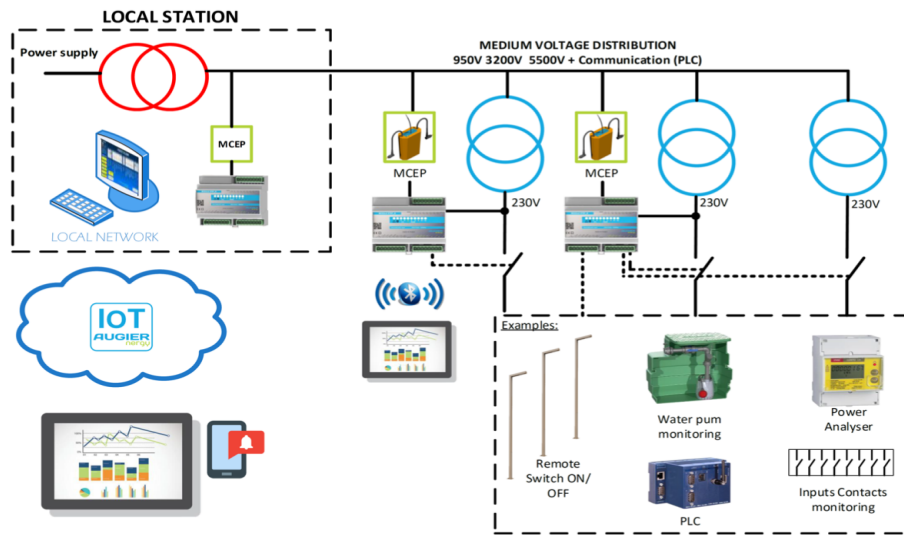 LOCAL STATION
Power supply
MEDIUM VOLTAGE DISTRIBUTION
950V 3200V 5500V + Communication (PLC)
MCEP
MCEP
MCEP
230V
230V
230V
LOCAL NETWORK
IoT
AUGIER
energy
Examples:
Remote
Switch ON/
OFF
Water pum
monitoring
Power
Analyser
PLC
Inputs Contacts
monitoring